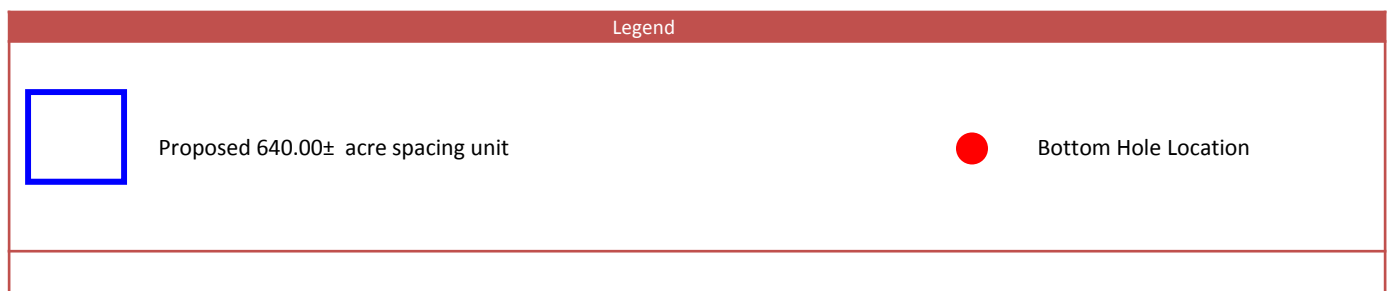 Legend
Proposed 640.00± acre spacing unit
Bottom Hole Location